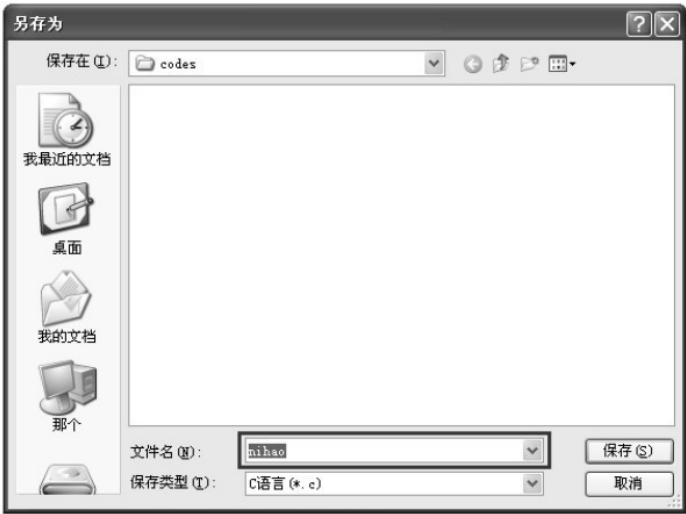 另存为
保存在(I):
codes
我最近的文档
桌面
我的文档
那个
文件名(N):
nihao
保存(S)
保存类型(T):
C语言(*.c)
取消